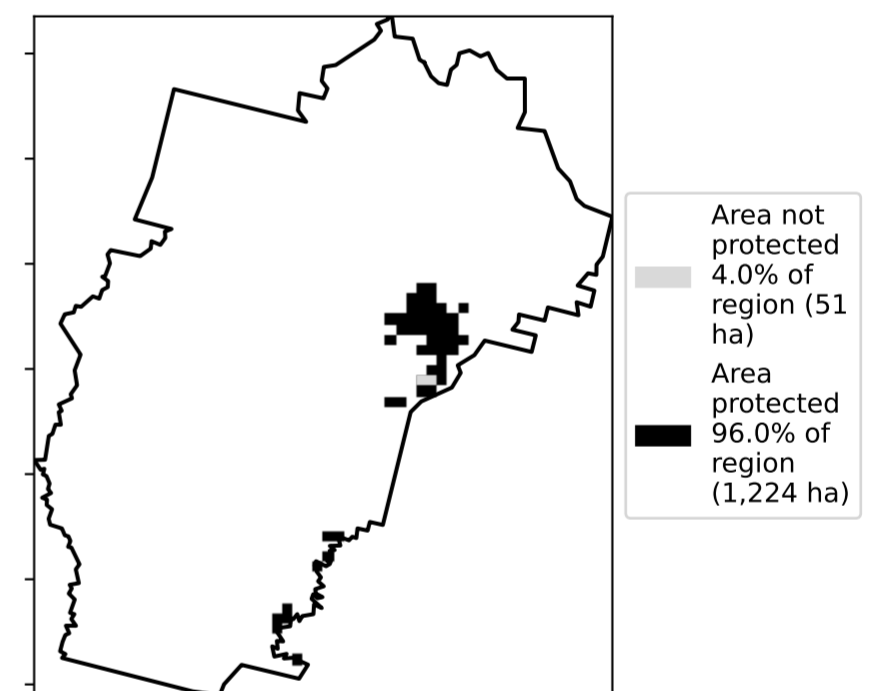 Area not
protected
4.0% of
region (51
ha)
Area
protected
96.0% of
region
(1,224 ha)